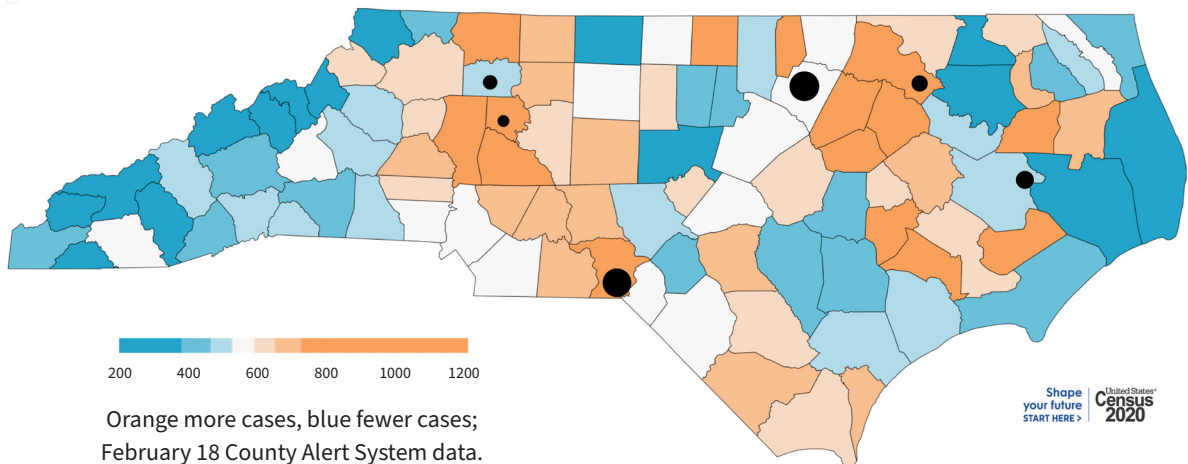 200 400 600 800 1000 1200
Orange more cases, blue fewer cases;
February 18 County Alert System data.
Shape
your future
START HERE >
United States®
Census
2020